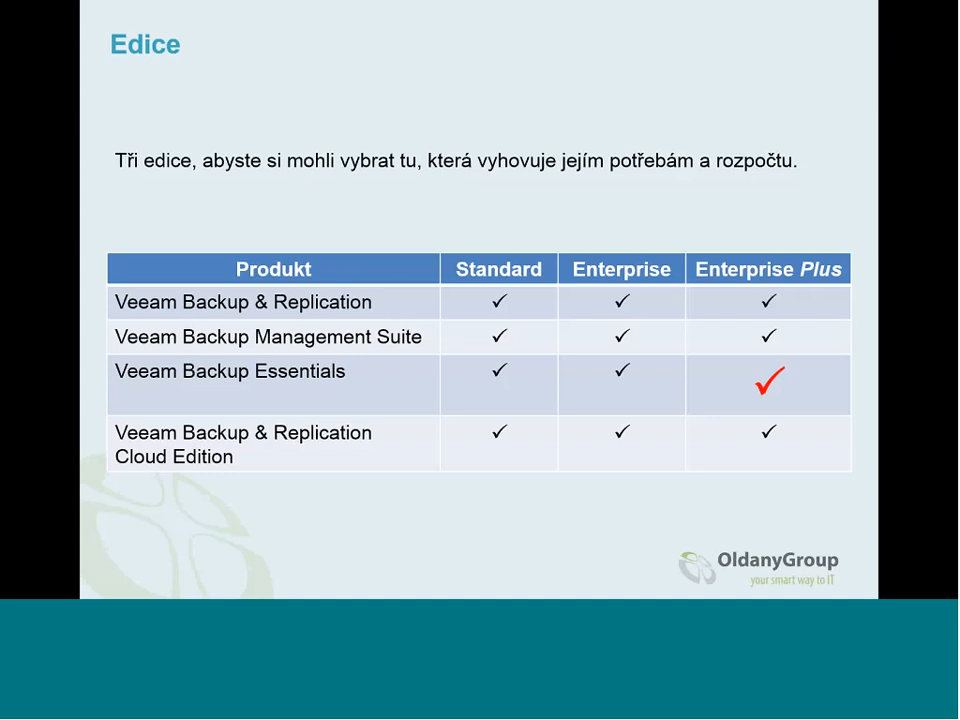 Edice
Tři edice, abyste si mohli vybrat tu, která vyhovuje jejím potřebám a rozpočtu.
Produkt Standard Enterprise Enterprise Plus
Veeam Backup & Replication ✓ ✓ ✓
Veeam Backup Management Suite ✓ ✓ ✓
Veeam Backup Essentials ✓ ✓ ✓
Veeam Backup & Replication ✓ ✓ ✓
Cloud Edition
OldanyGroup
your smart way to IT